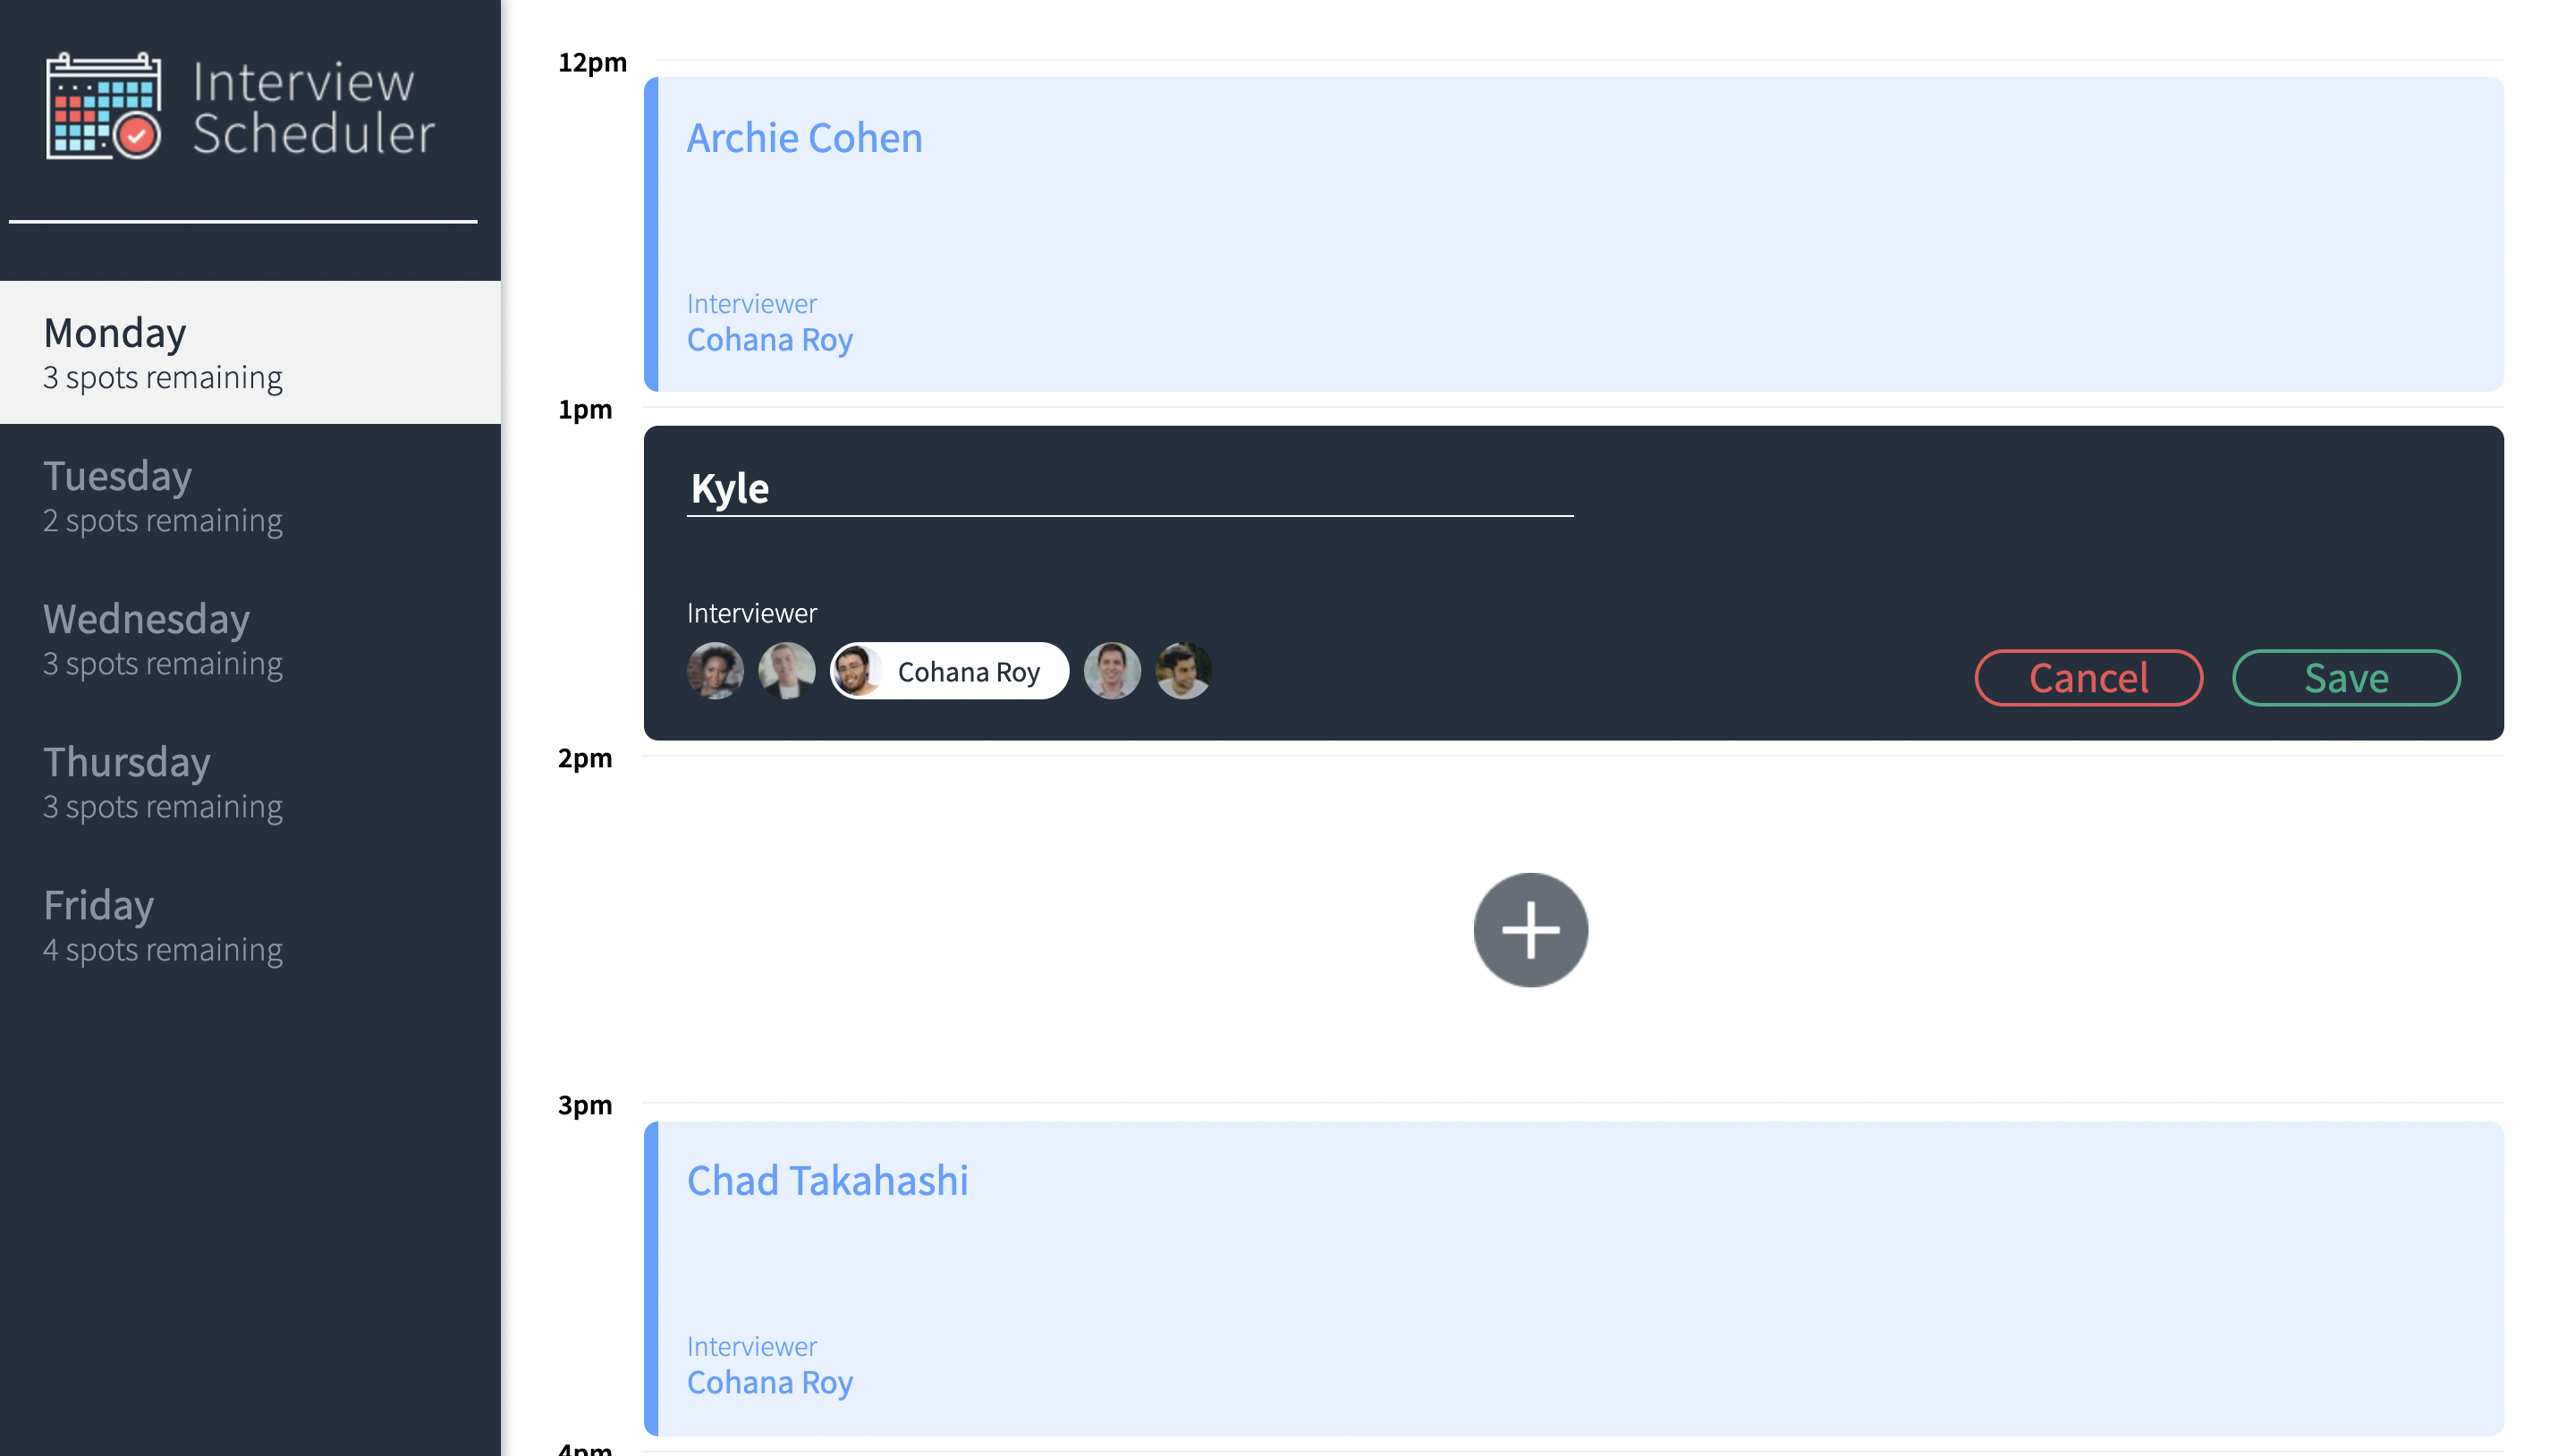 Interview
Scheduler
Monday
3 spots remaining
Tuesday
2 spots remaining
Wednesday
3 spots remaining
Thursday
3 spots remaining
Friday
4 spots remaining
12pm
Archie Cohen
Interviewer
Cohana Roy
1pm
Kyle
Interviewer
Cohana Roy
Cancel Save
2pm
3pm
Chad Takahashi
Interviewer
Cohana Roy
4pm